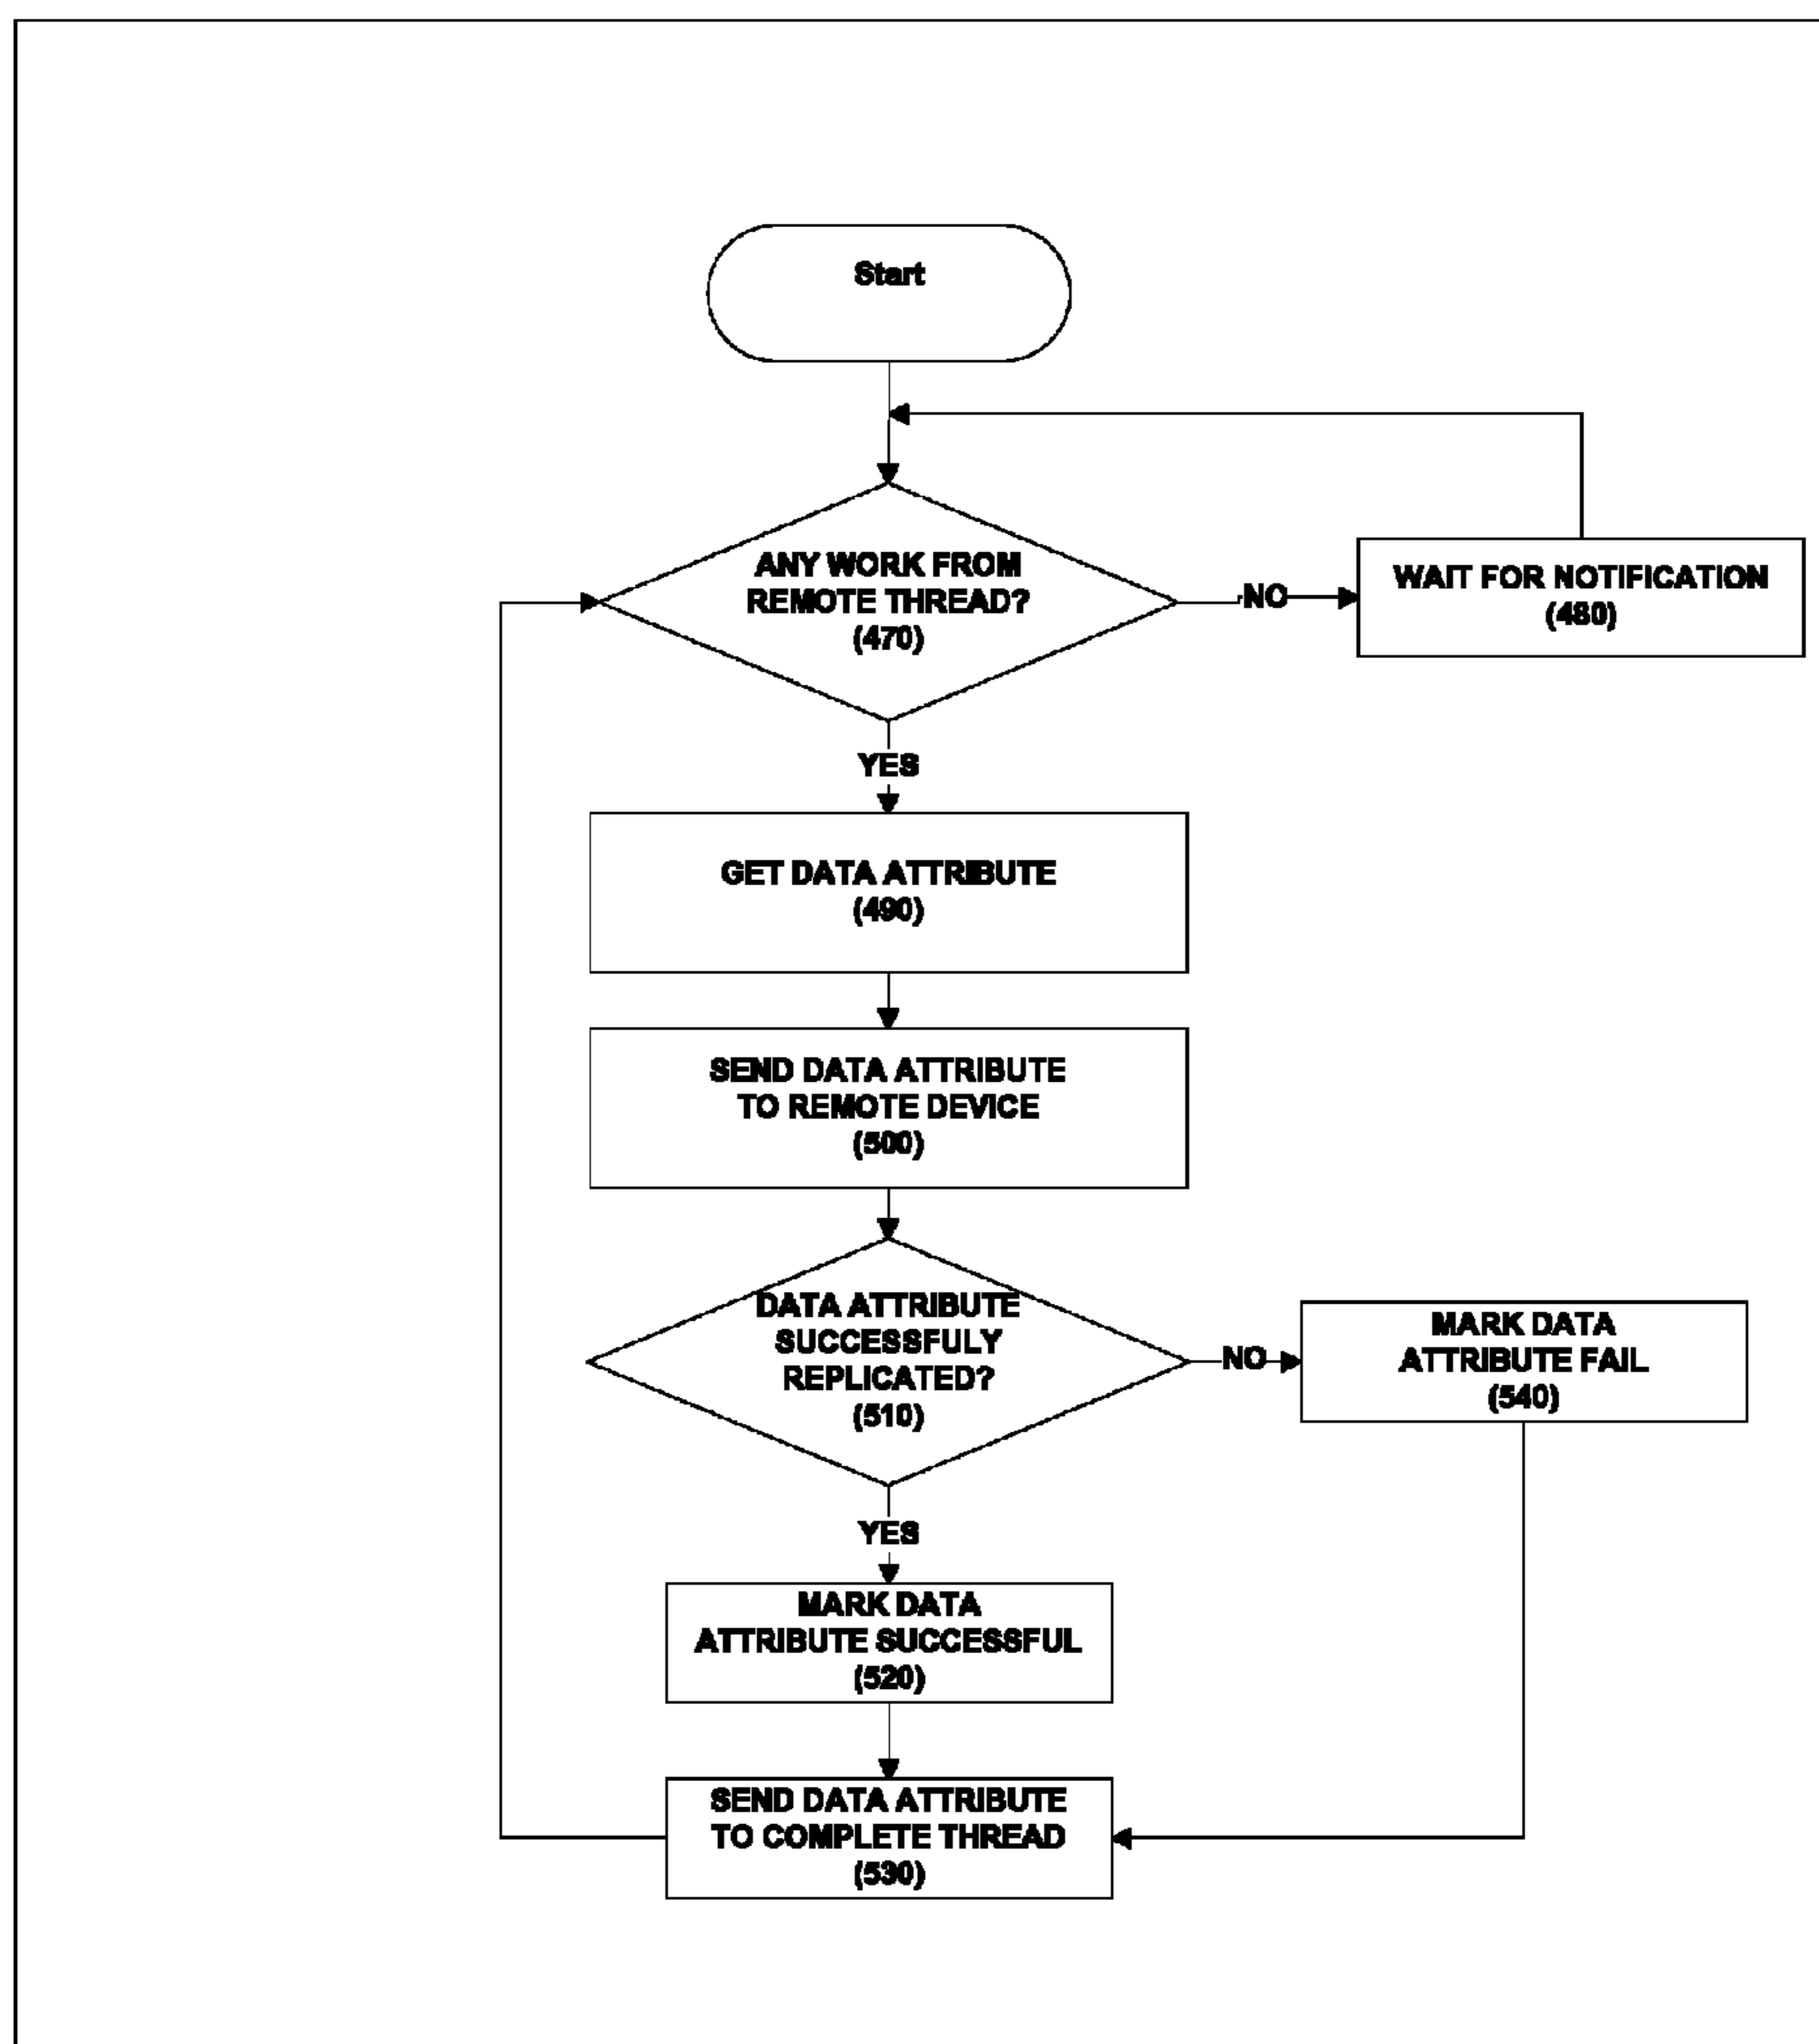 Start
ANY WORK FROM
REMOTE THREAD?
(470)
NO
WAIT FOR NOTIFICATION
(480)
YES
GET DATA ATTRIBUTE
(490)
SEND DATA ATTRIBUTE
TO REMOTE DEVICE
(500)
DATA ATTRIBUTE
SUCCESSFULY
REPLICATED?
(510)
NO
MARK DATA
ATTRIBUTE FAIL
(540)
YES
MARK DATA
ATTRIBUTE SUCCESSFUL
(520)
SEND DATA ATTRIBUTE
TO COMPLETE THREAD
(530)